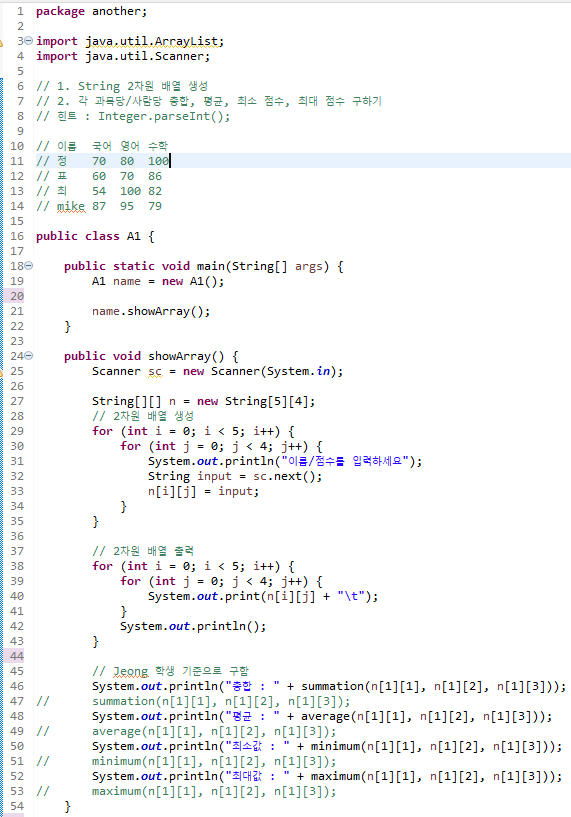 1 package another;
2
3 import java.util.ArrayList;
4 import java.util.Scanner;
5
6 // 1. String 2차원 배열 생성
7 // 2. 각 과목당/사람당 종합, 평균, 최소 점수, 최대 점수 구하기
8 // 힌트 : Integer.parseInt();
9
10 // 이름 국어 영어 수학
11 // 정 70 80 100
12 // 표 60 70 86
13 // 최 54 100 82
14 // mike 87 95 79
15
16 public class A1 {
17
18 public static void main(String[] args) {
19 A1 name = new A1();
20
21 name.showArray();
22 }
23
24 public void showArray() {
25 Scanner sc = new Scanner(System.in);
26
27 String[][] n = new String[5][4];
28 // 2차원 배열 생성
29 for (int i = 0; i < 5; i++) {
30 for (int j = 0; j < 4; j++) {
31 System.out.println("이름/점수를 입력하세요");
32 String input = sc.next();
33 n[i][j] = input;
34 }
35 }
36
37 // 2차원 배열 출력
38 for (int i = 0; i < 5; i++) {
39 for (int j = 0; j < 4; j++) {
40 System.out.print(n[i][j] + "\t");
41 }
42 System.out.println();
43 }
44
45 // Jeong 학생 기준으로 구함
46 System.out.println("종합 : " + summation(n[1][1], n[1][2], n[1][3]));
47 // summation(n[1][1], n[1][2], n[1][3]);
48 System.out.println("평균 : " + average(n[1][1], n[1][2], n[1][3]));
49 // average(n[1][1], n[1][2], n[1][3]);
50 System.out.println("최소값 : " + minimum(n[1][1], n[1][2], n[1][3]));
51 // minimum(n[1][1], n[1][2], n[1][3]);
52 System.out.println("최대값 : " + maximum(n[1][1], n[1][2], n[1][3]));
53 // maximum(n[1][1], n[1][2], n[1][3]);
54 }